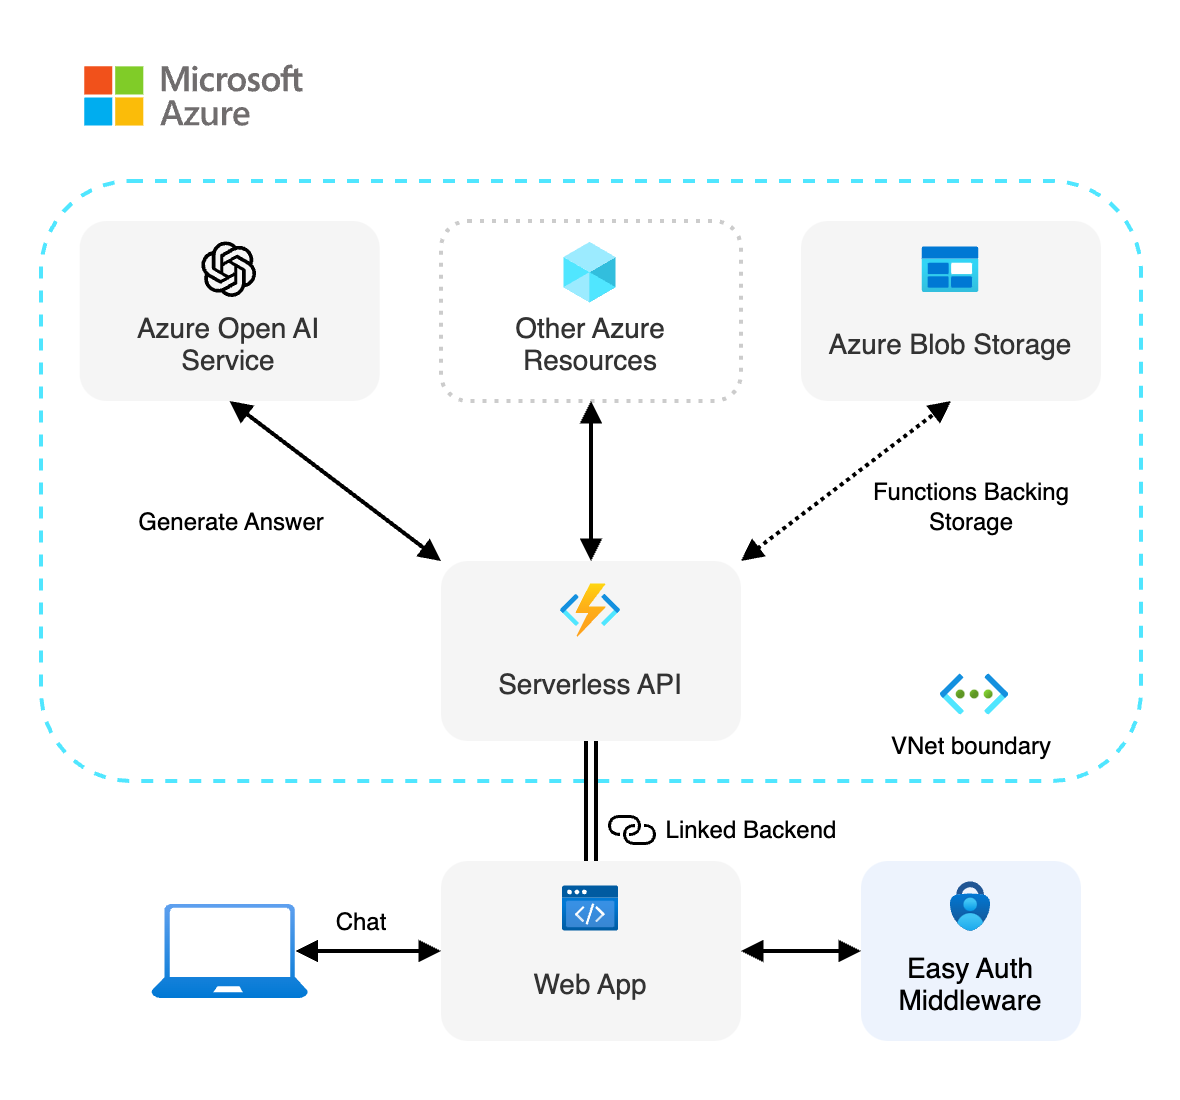 Microsoft
Azure
Azure Open AI
Service
Other Azure
Resources
Azure Blob Storage
Generate Answer
Functions Backing
Storage
Serverless API
VNet boundary
Linked Backend
Chat
Web App
Easy Auth
Middleware